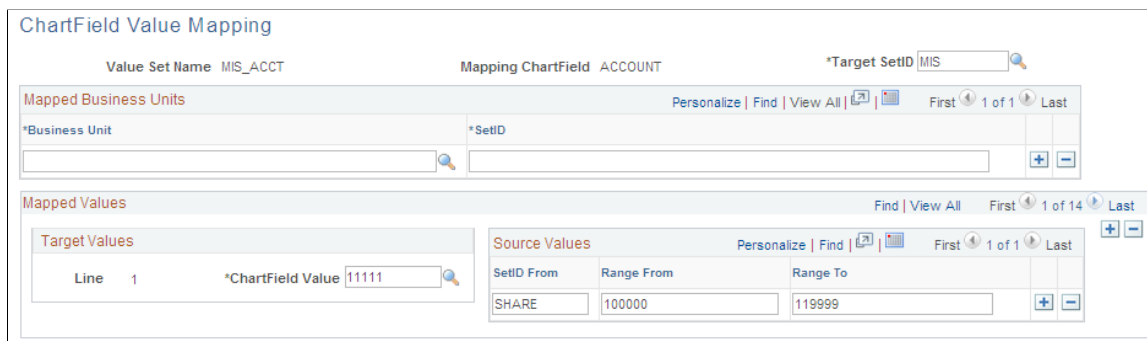 ChartField Value Mapping
Value Set Name MIS_ACCT Mapping ChartField ACCOUNT *Target SetID MIS
Mapped Business Units Personalize | Find | View All | | First 1 of 1 Last
*Business Unit *SetID
Mapped Values Find | View All First 1 of 14 Last
Target Values
Line 1 *ChartField Value 11111
Source Values Personalize | Find | | First 1 of 1 Last
SetID From Range From Range To
SHARE 100000 119999